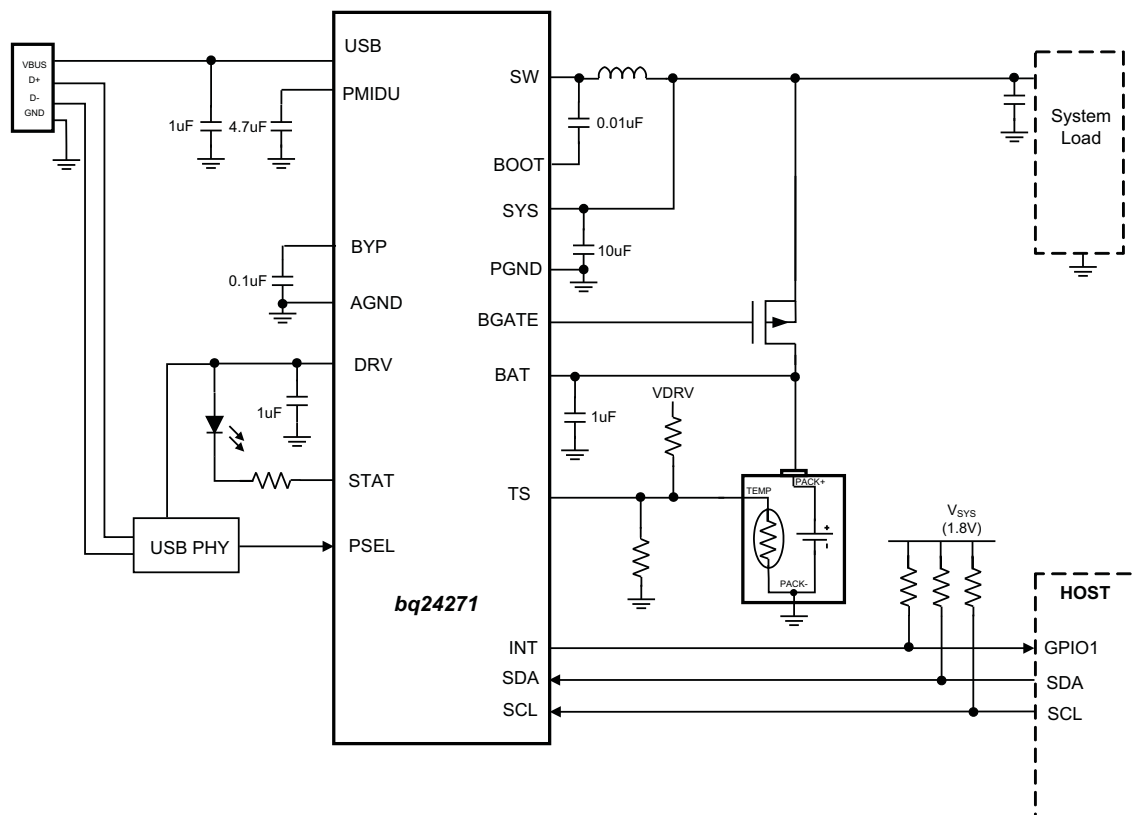 VBUS
D+
D-
GND
USB
PMIDU
1uF
4.7uF
BYP
0.1uF
AGND
DRV
1uF
STAT
USB PHY
PSEL
bq24271
SW
0.01uF
BOOT
SYS
10uF
PGND
BGATE
BAT
1uF
VDRV
TS
TEMP
PACK+
+
-
PACK-
INT
SDA
SCL
System
Load
VSYS
(1.8V)
HOST
GPIO1
SDA
SCL